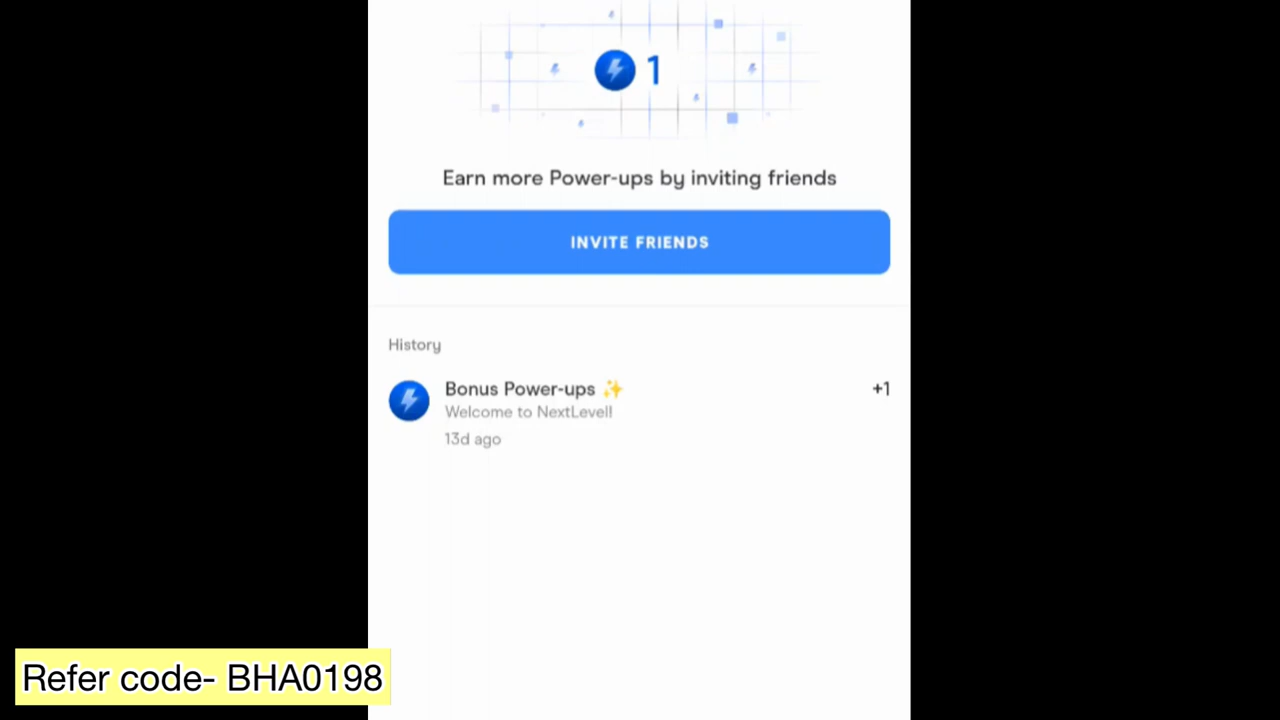 1
Earn more Power-ups by inviting friends
INVITE FRIENDS
History
Bonus Power-ups ✨ +1
Welcome to NextLevel!
13d ago
Refer code- BHA0198